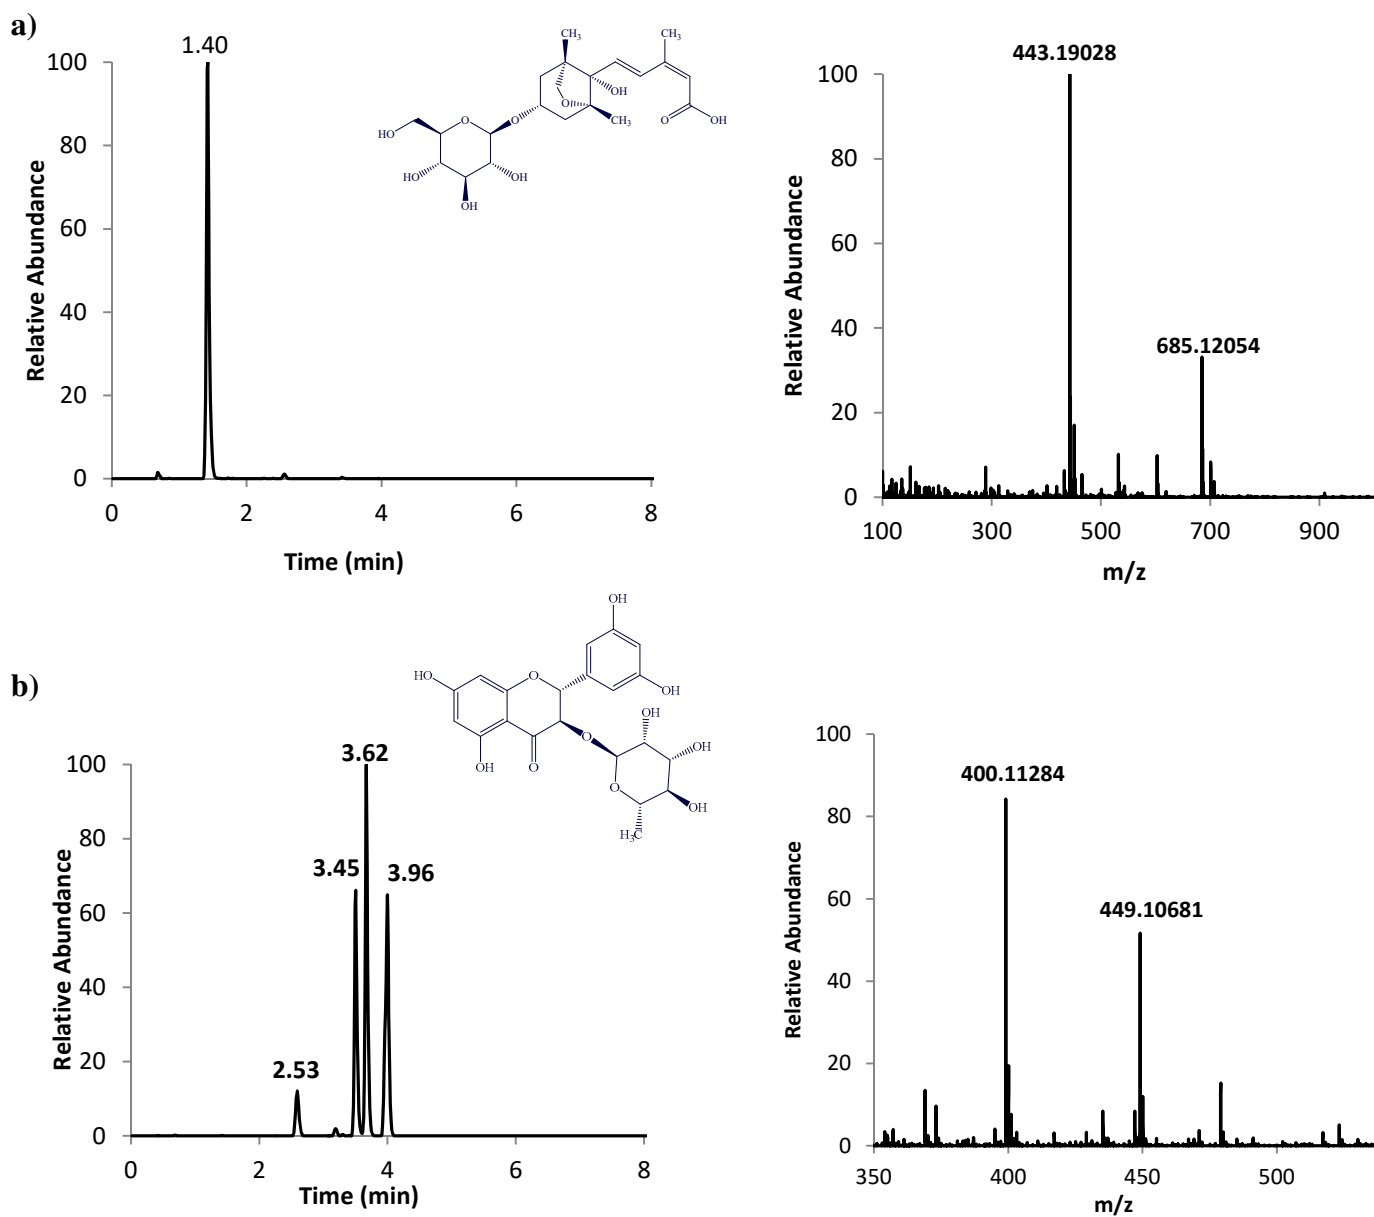 a)
1.40
100
80
60
40
20
0
Relative Abundance
0 2 4 6 8
Time (min)
CH3
OH
O
CH3
CH3
O
OH
O
O
HO
HO
OH
OH
443.19028
685.12054
100
80
60
40
20
0
Relative Abundance
100 300 500 700 900
m/z
b)
3.62
3.45
3.96
2.53
100
80
60
40
20
0
Relative Abundance
0 2 4 6 8
Time (min)
OH
HO
O
OH
OH
O
O
OH
OH
O
OH
H3C
400.11284
449.10681
100
80
60
40
20
0
Relative Abundance
350 400 450 500
m/z